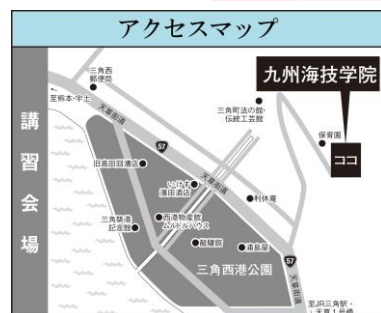 アクセスマップ
講習会場
九州海技学院
ココ
保育園
三角西
郵便局
至熊本・宇土
天草街道
57
三角町法の館・
伝統工芸館
旧高田回漕店
いけす
濱田酒店
天草街道
利休庵
三角築港
記念館
西港物産館
ムルドルハウス
龍驤館
浦島屋
三角西港公園
57
至JR三角駅・
天草1号橋